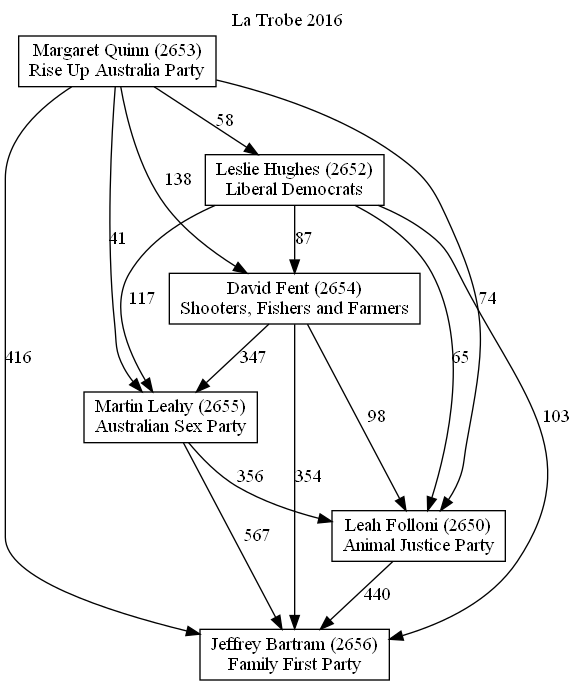 La Trobe 2016
Margaret Quinn (2653)
Rise Up Australia Party
58
Leslie Hughes (2652)
Liberal Democrats
138
41
87
117
David Fent (2654)
Shooters, Fishers and Farmers
74
416
347
65
Martin Leahy (2655)
Australian Sex Party
98
103
356
354
Leah Folloni (2650)
Animal Justice Party
567
440
Jeffrey Bartram (2656)
Family First Party